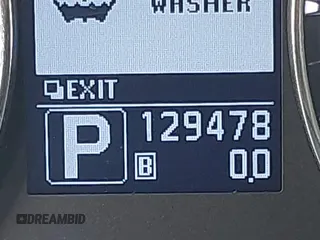 WASHER
EXIT
P 129478
B 0.0
DREAMBID